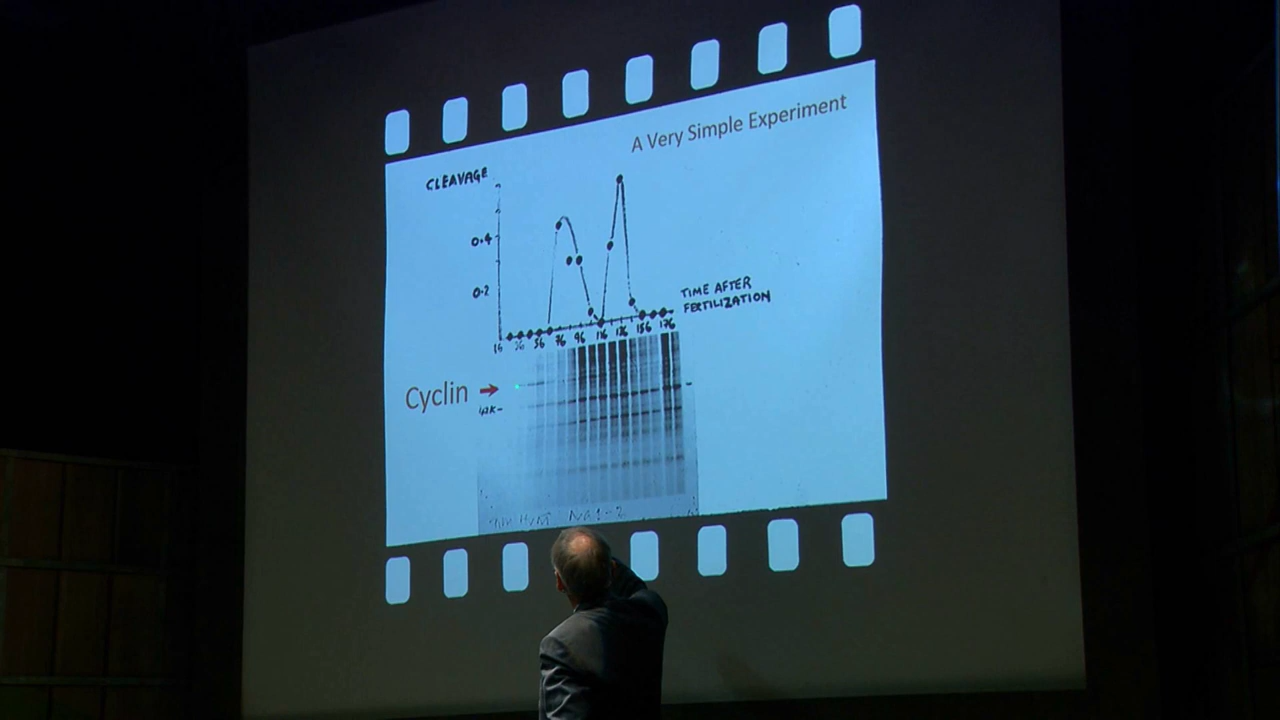 A Very Simple Experiment
CLEAVAGE
0.4
0.2
TIME AFTER
FERTILIZATION
16 36 56 76 96 116 136 156 176
Cyclin
42K-